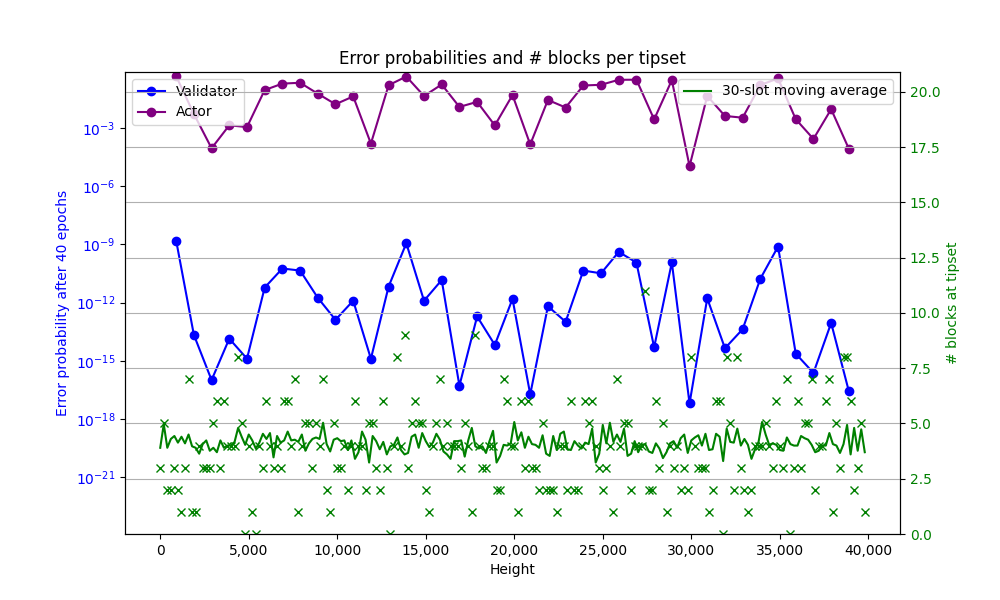 Error probabilities and # blocks per tipset
Validator
Actor
30-slot moving average
Error probability after 40 epochs
10⁻³
10⁻⁶
10⁻⁹
10⁻¹²
10⁻¹⁵
10⁻¹⁸
10⁻²¹
20.0
17.5
15.0
12.5
10.0
7.5
5.0
2.5
0.0
# blocks at tipset
0 5,000 10,000 15,000 20,000 25,000 30,000 35,000 40,000
Height